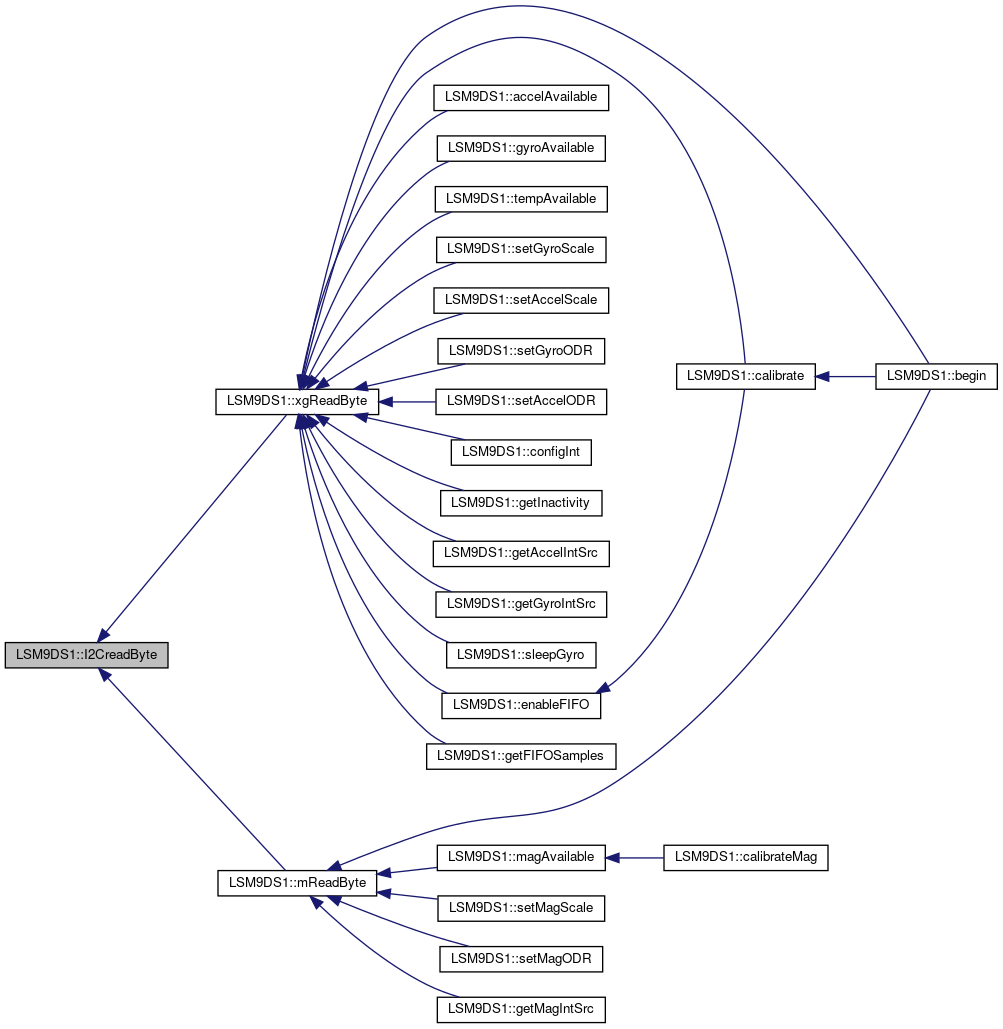 LSM9DS1::accelAvailable
LSM9DS1::gyroAvailable
LSM9DS1::tempAvailable
LSM9DS1::setGyroScale
LSM9DS1::setAccelScale
LSM9DS1::setGyroODR
LSM9DS1::calibrate
LSM9DS1::begin
LSM9DS1::xgReadByte
LSM9DS1::setAccelODR
LSM9DS1::configInt
LSM9DS1::getInactivity
LSM9DS1::getAccelIntSrc
LSM9DS1::getGyroIntSrc
LSM9DS1::I2CreadByte
LSM9DS1::sleepGyro
LSM9DS1::enableFIFO
LSM9DS1::getFIFOSamples
LSM9DS1::magAvailable
LSM9DS1::calibrateMag
LSM9DS1::mReadByte
LSM9DS1::setMagScale
LSM9DS1::setMagODR
LSM9DS1::getMagIntSrc